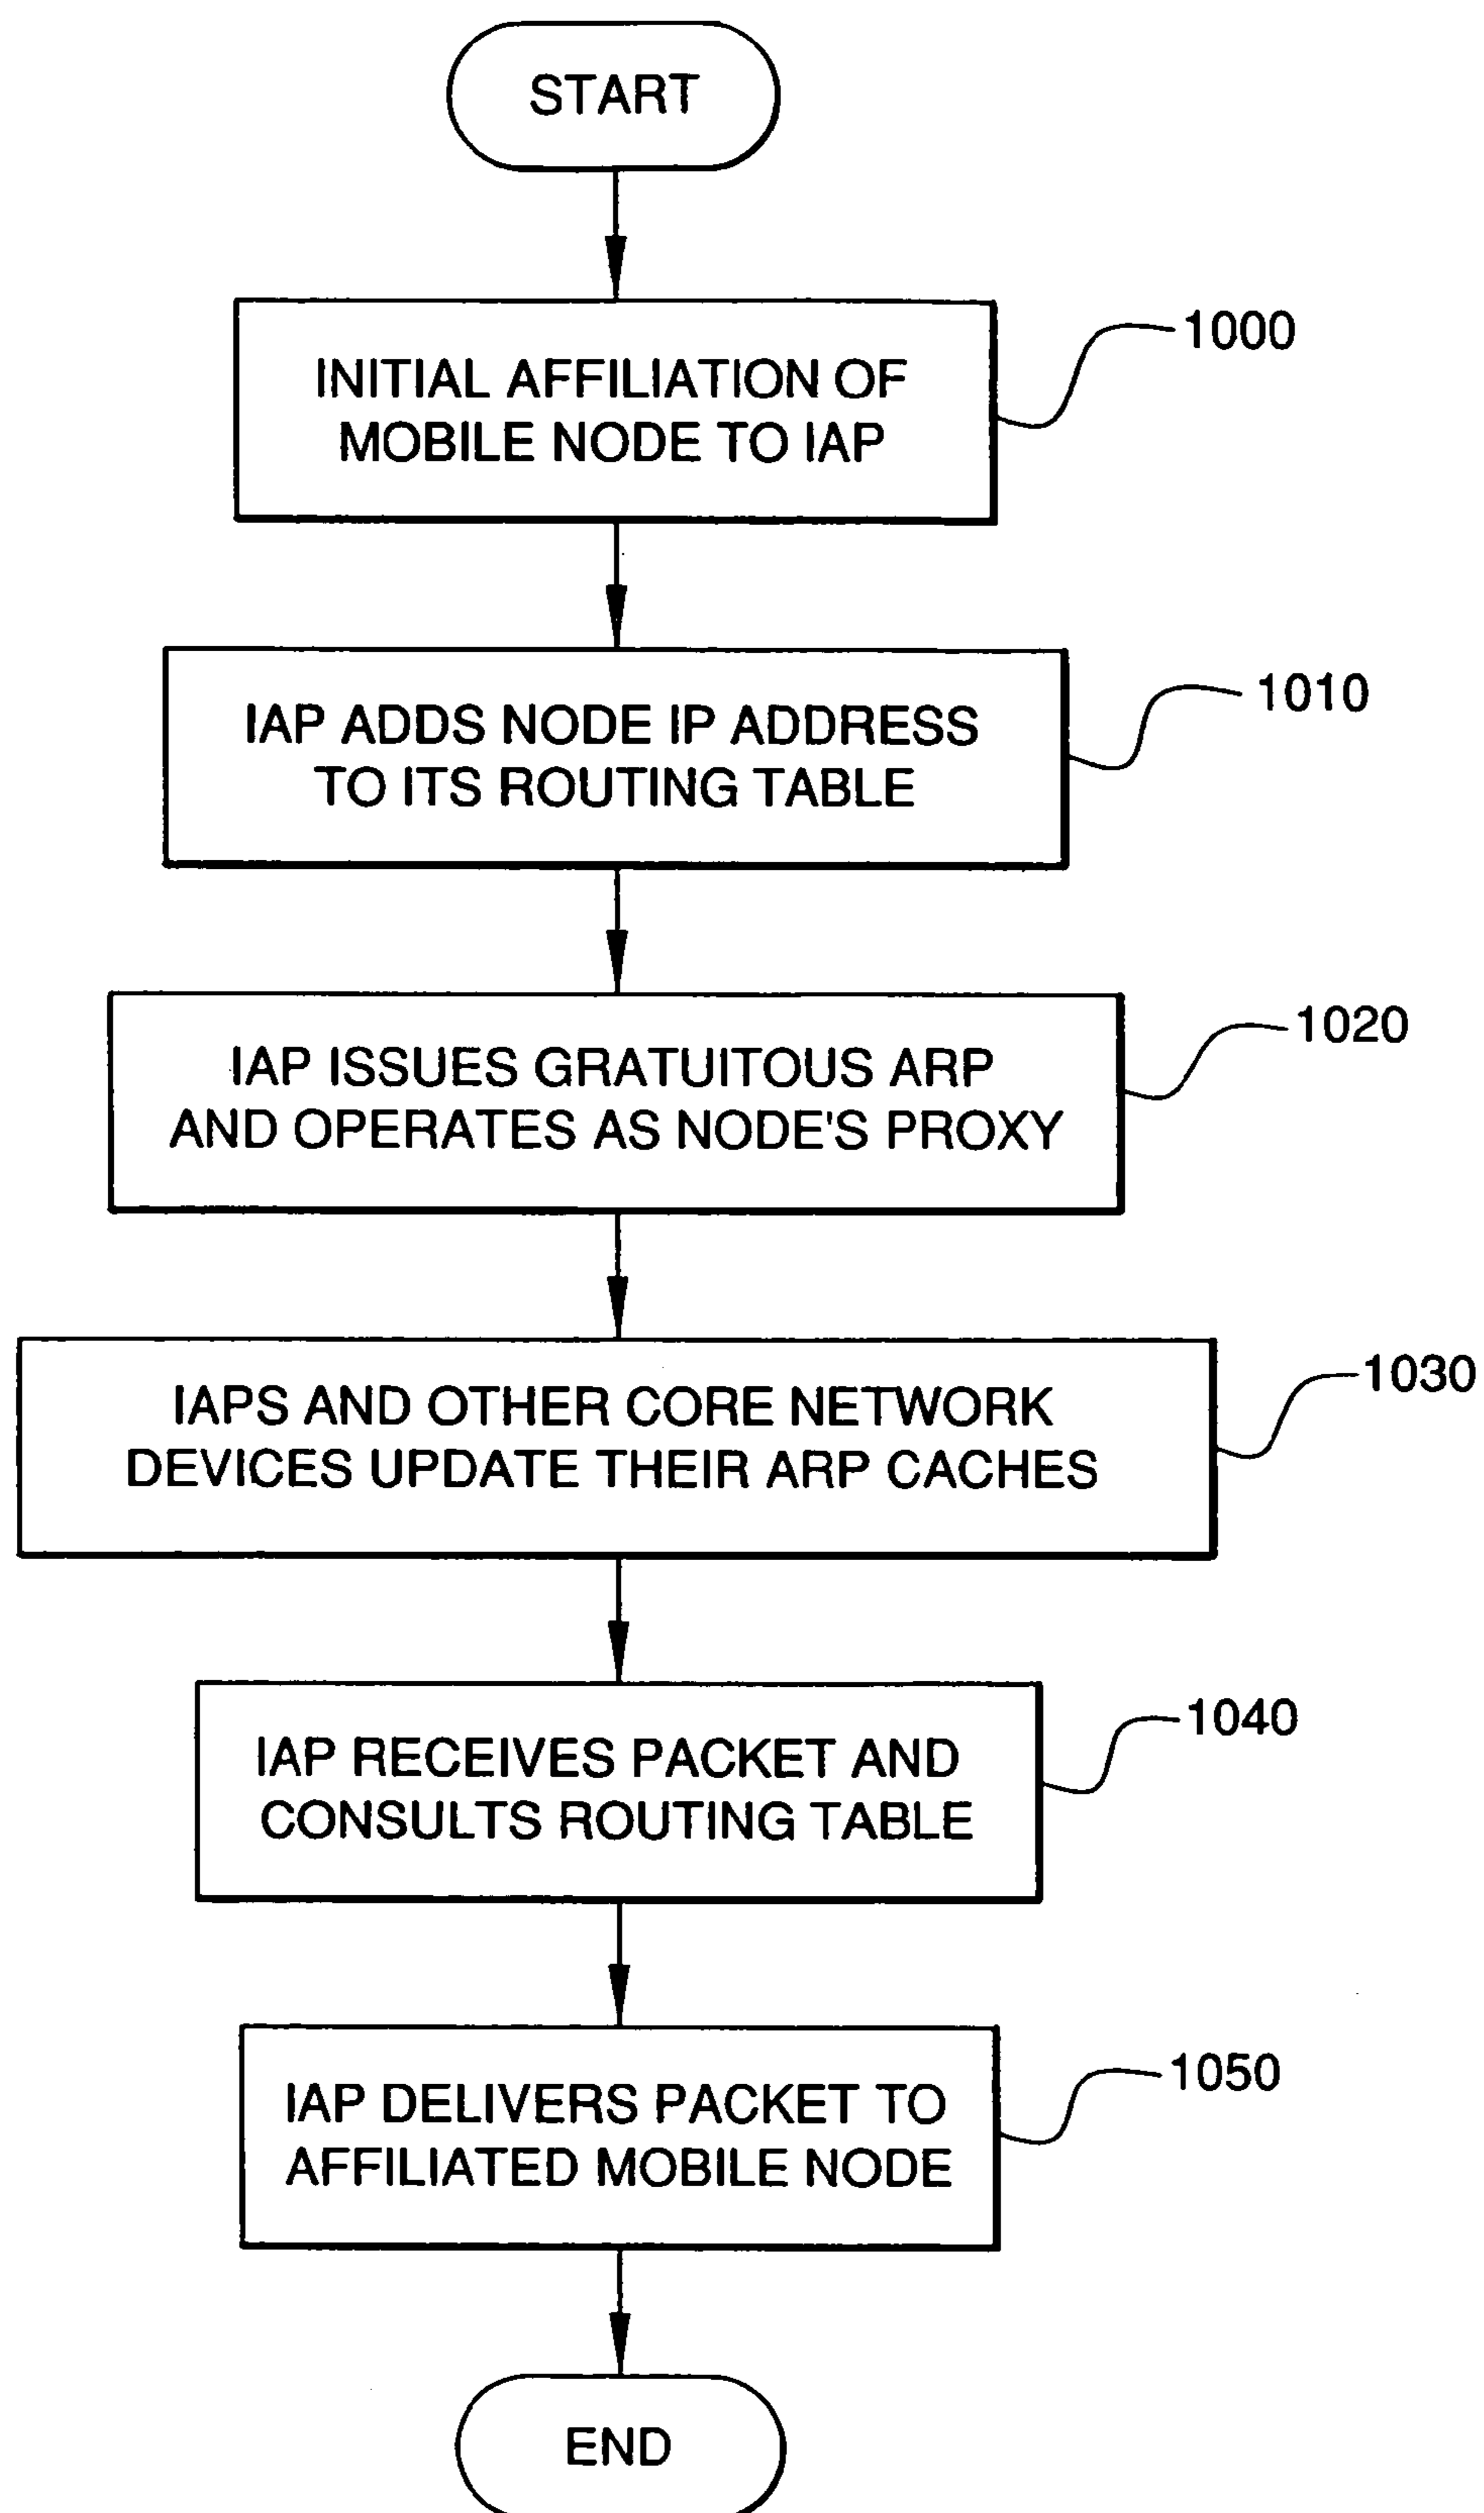 START
INITIAL AFFILIATION OF
MOBILE NODE TO IAP
1000
IAP ADDS NODE IP ADDRESS
TO ITS ROUTING TABLE
1010
IAP ISSUES GRATUITOUS ARP
AND OPERATES AS NODE'S PROXY
1020
IAPS AND OTHER CORE NETWORK
DEVICES UPDATE THEIR ARP CACHES
1030
IAP RECEIVES PACKET AND
CONSULTS ROUTING TABLE
1040
IAP DELIVERS PACKET TO
AFFILIATED MOBILE NODE
1050
END